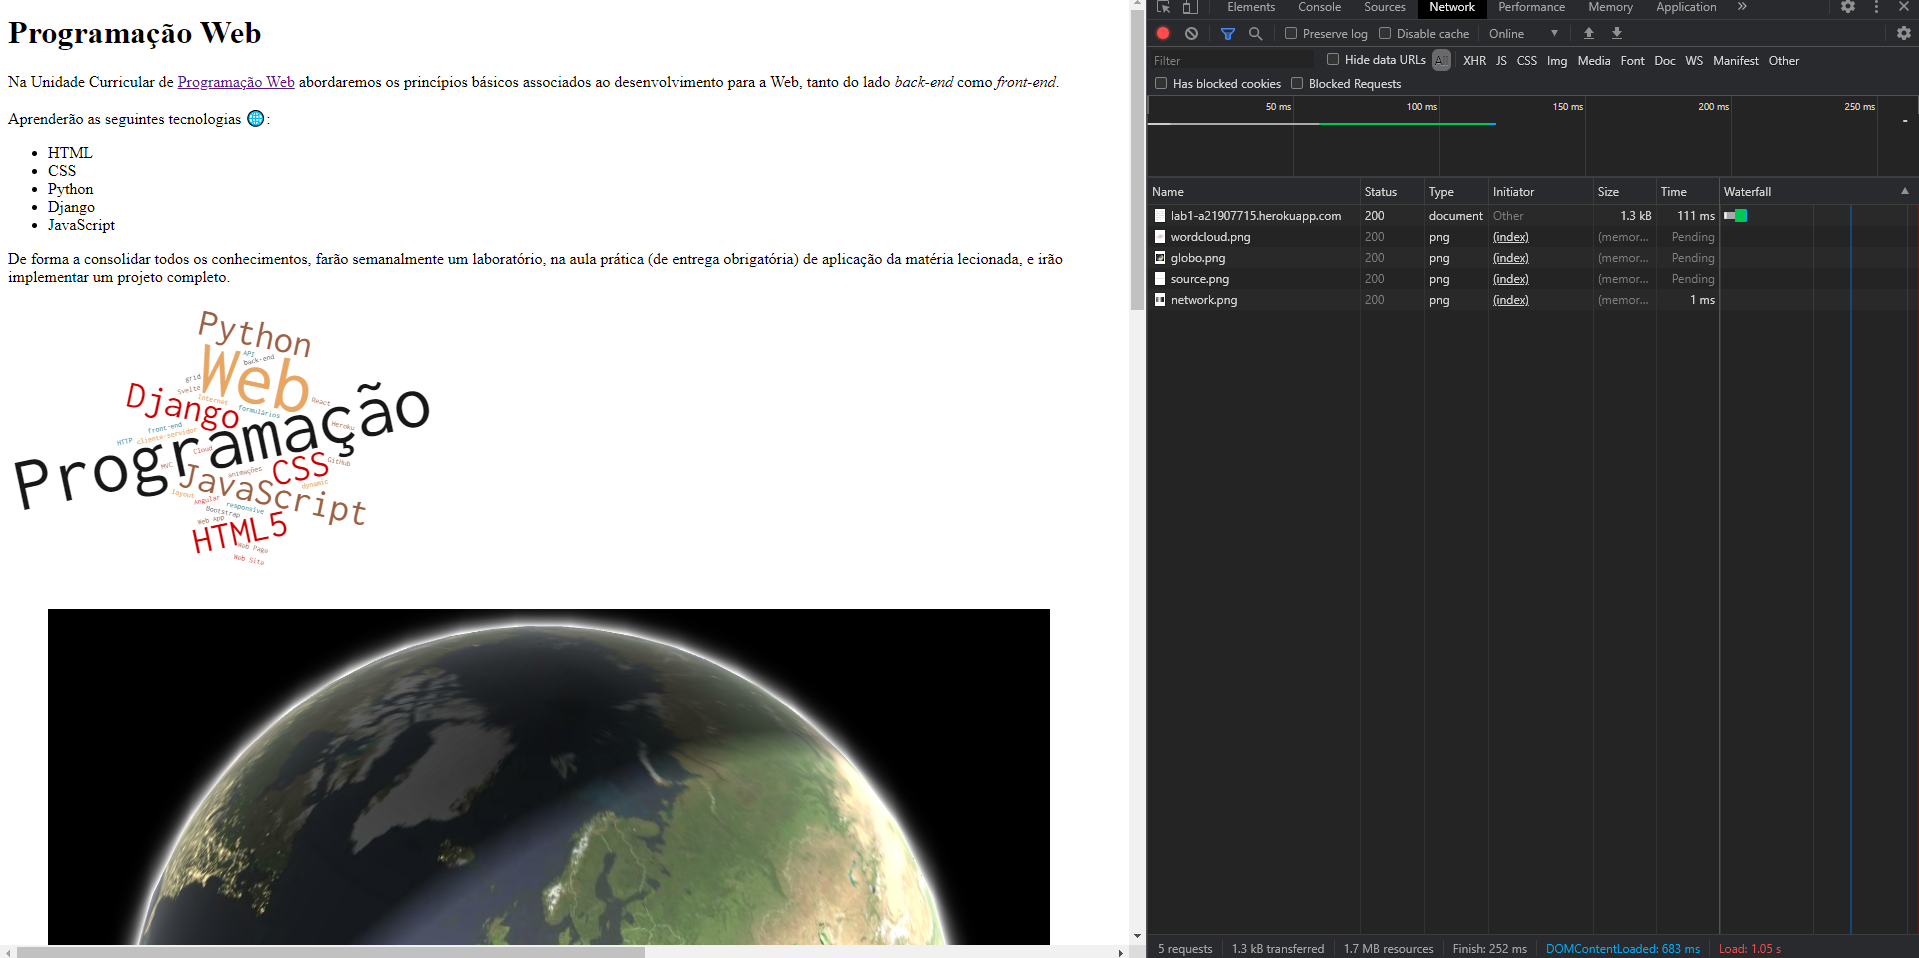 Programação Web
Na Unidade Curricular de Programação Web abordaremos os princípios básicos associados ao desenvolvimento para a Web, tanto do lado back-end como front-end.
Aprenderão as seguintes tecnologias 🌐:
• HTML
• CSS
• Python
• Django
• JavaScript
De forma a consolidar todos os conhecimentos, farão semanalmente um laboratório, na aula prática (de entrega obrigatória) de aplicação da matéria lecionada, e irão
implementar um projeto completo.
Python
API
back-end
Web
grid
Svelte
Internet
React
Django
formulários
Programação
Heroku
front-end
HTTP
cliente-servidor
Cloud
MVC
CSS
GitHub
animações
JavaScript
dynamic
layout
Angular
responsive
Bootstrap
Web App
HTML5
Web Page
Web Site
Elements Console Sources Network Performance Memory Application »
Preserve log Disable cache Online
Filter Hide data URLs All XHR JS CSS Img Media Font Doc WS Manifest Other
Has blocked cookies Blocked Requests
50 ms 100 ms 150 ms 200 ms 250 ms
Name Status Type Initiator Size Time Waterfall
lab1-a21907715.herokuapp.com 200 document Other 1.3 kB 111 ms
wordcloud.png 200 png (index) (memor... Pending
globo.png 200 png (index) (memor... Pending
source.png 200 png (index) (memor... Pending
network.png 200 png (index) (memor... 1 ms
5 requests 1.3 kB transferred 1.7 MB resources Finish: 252 ms DOMContentLoaded: 683 ms Load: 1.05 s